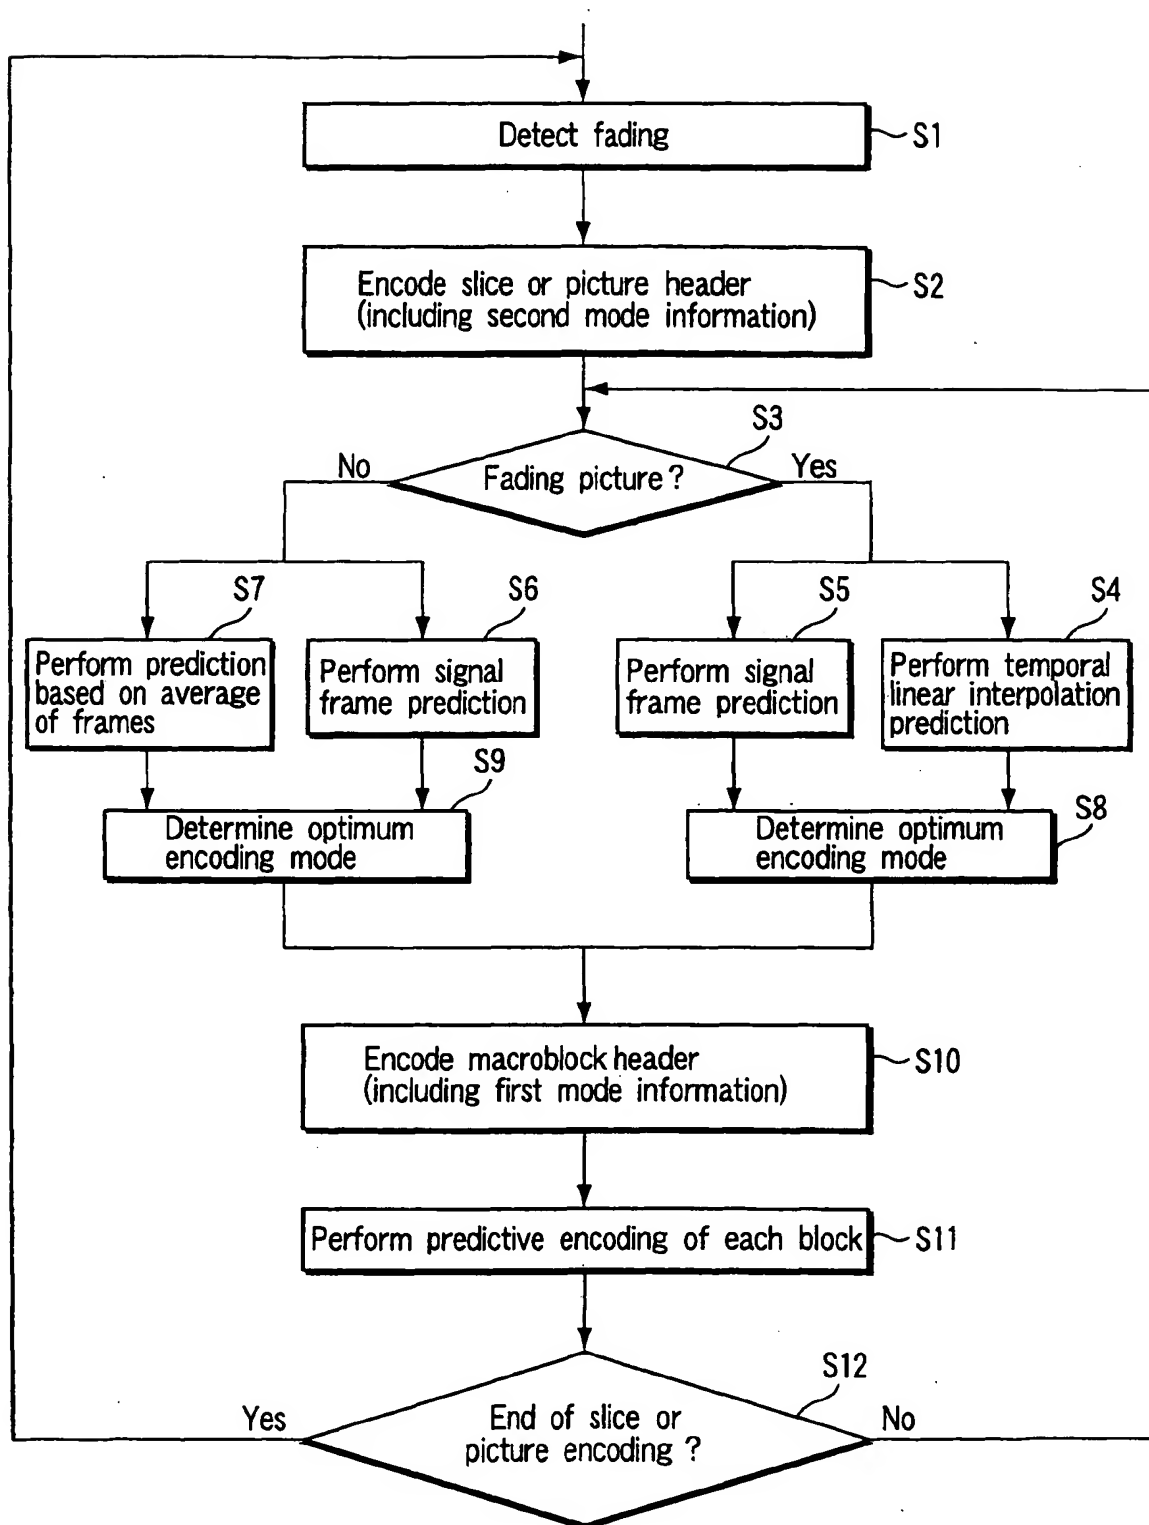 Detect fading
S1
Encode slice or picture header
(including second mode information)
S2
S3
No
Fading picture ?
Yes
S7
S6
S5
S4
Perform prediction
based on average
of frames
Perform signal
frame prediction
Perform signal
frame prediction
Perform temporal
linear interpolation
prediction
S9
Determine optimum
encoding mode
Determine optimum
encoding mode
S8
Encode macroblock header
(including first mode information)
S10
Perform predictive encoding of each block
S11
S12
Yes
End of slice or
picture encoding ?
No